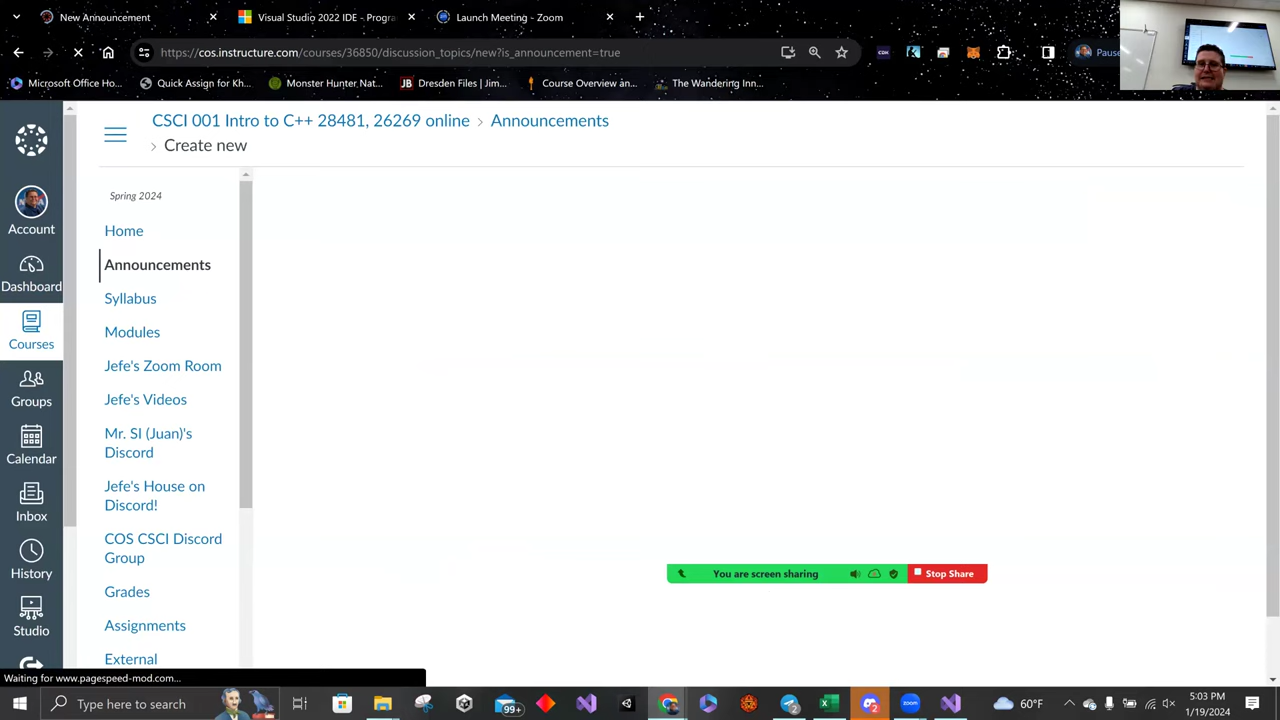 New Announcement
Visual Studio 2022 IDE - Progra
Launch Meeting - Zoom
https://cos.instructure.com/courses/36850/discussion_topics/new?is_announcement=true
Pause
Microsoft Office Ho...
Quick Assign for Kh...
Monster Hunter Nat...
Dresden Files | Jim...
Course Overview an...
The Wandering Inn...
CSCI 001 Intro to C++ 28481, 26269 online > Announcements
> Create new
Spring 2024
Account
Dashboard
Courses
Groups
Calendar
Inbox
History
Studio
Home
Announcements
Syllabus
Modules
Jefe's Zoom Room
Jefe's Videos
Mr. SI (Juan)'s
Discord
Jefe's House on
Discord!
COS CSCI Discord
Group
Grades
Assignments
External
You are screen sharing
Stop Share
Waiting for www.pagespeed-mod.com...
Type here to search
99+
2
zoom
60°F
5:03 PM
1/19/2024